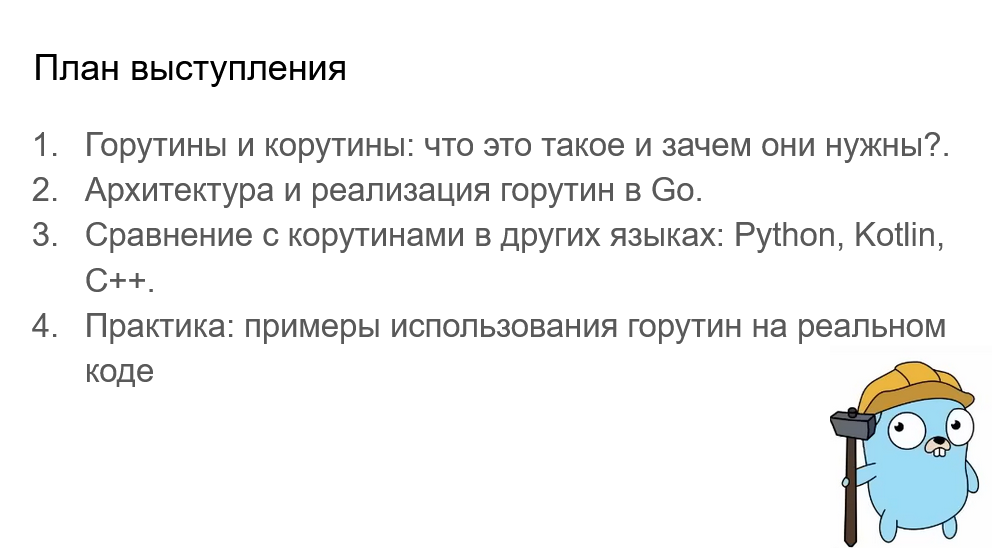 План выступления
1. Горутины и корутины: что это такое и зачем они нужны?.
2. Архитектура и реализация горутин в Go.
3. Сравнение с корутинами в других языках: Python, Kotlin,
C++.
4. Практика: примеры использования горутин на реальном
коде